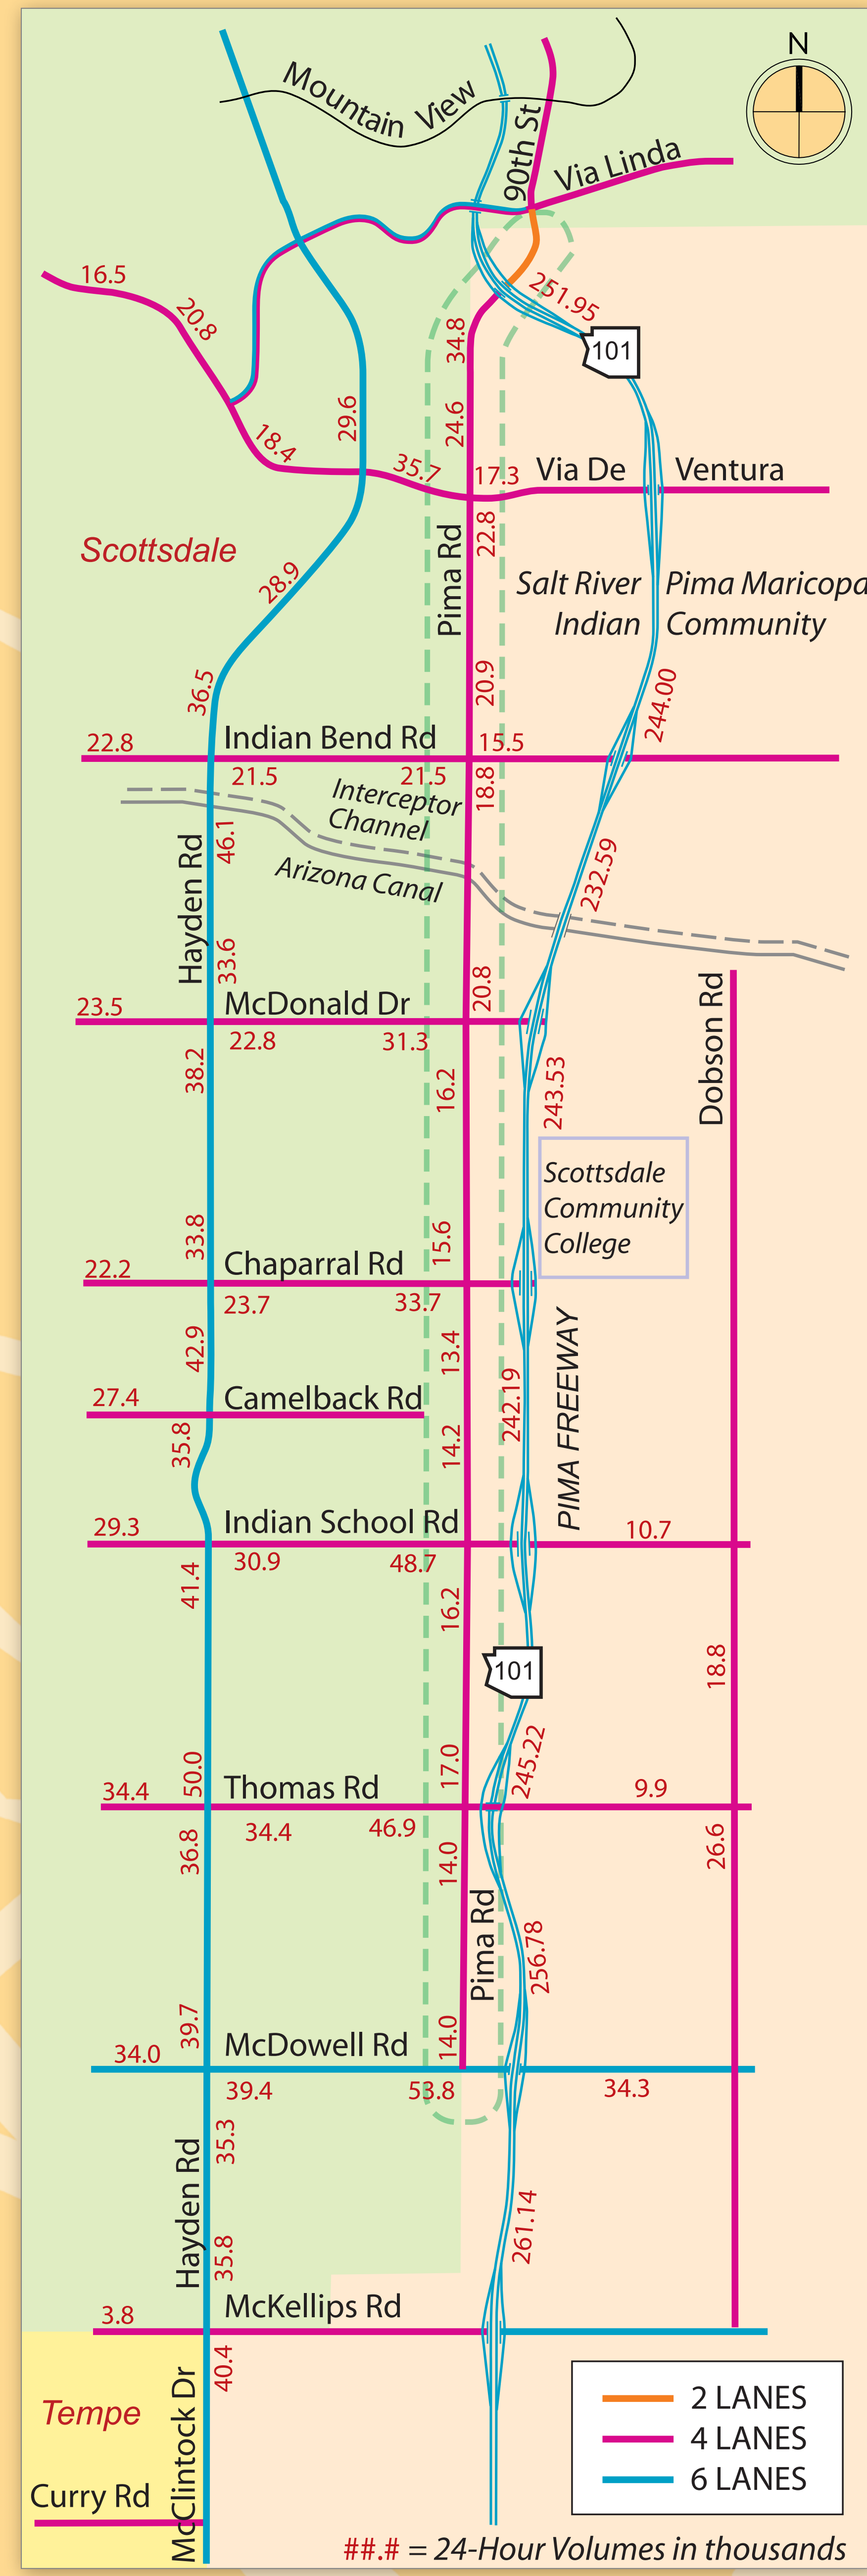 N
Mountain View
90th St
Via Linda
16.5
20.8
251.95
101
34.8
29.6
24.6
18.4
35.7
17.3
Via De Ventura
22.8
Pima Rd
Scottsdale
28.9
Salt River Pima Maricopa
Indian Community
36.5
20.9
244.00
22.8
Indian Bend Rd
15.5
21.5
21.5
18.8
Interceptor
Channel
46.1
Arizona Canal
232.59
Hayden Rd
33.6
20.8
23.5
McDonald Dr
22.8
31.3
Dobson Rd
38.2
16.2
243.53
Scottsdale
Community
College
33.8
15.6
22.2
Chaparral Rd
23.7
33.7
42.9
13.4
PIMA FREEWAY
242.19
27.4
Camelback Rd
35.8
14.2
29.3
Indian School Rd
10.7
30.9
48.7
41.4
16.2
18.8
101
50.0
17.0
245.22
34.4
Thomas Rd
9.9
34.4
46.9
36.8
14.0
26.6
Pima Rd
256.78
39.7
14.0
34.0
McDowell Rd
39.4
53.8
34.3
35.3
Hayden Rd
35.8
261.14
3.8
McKellips Rd
40.4
Tempe
McClintock Dr
Curry Rd
2 LANES
4 LANES
6 LANES
##.# = 24-Hour Volumes in thousands